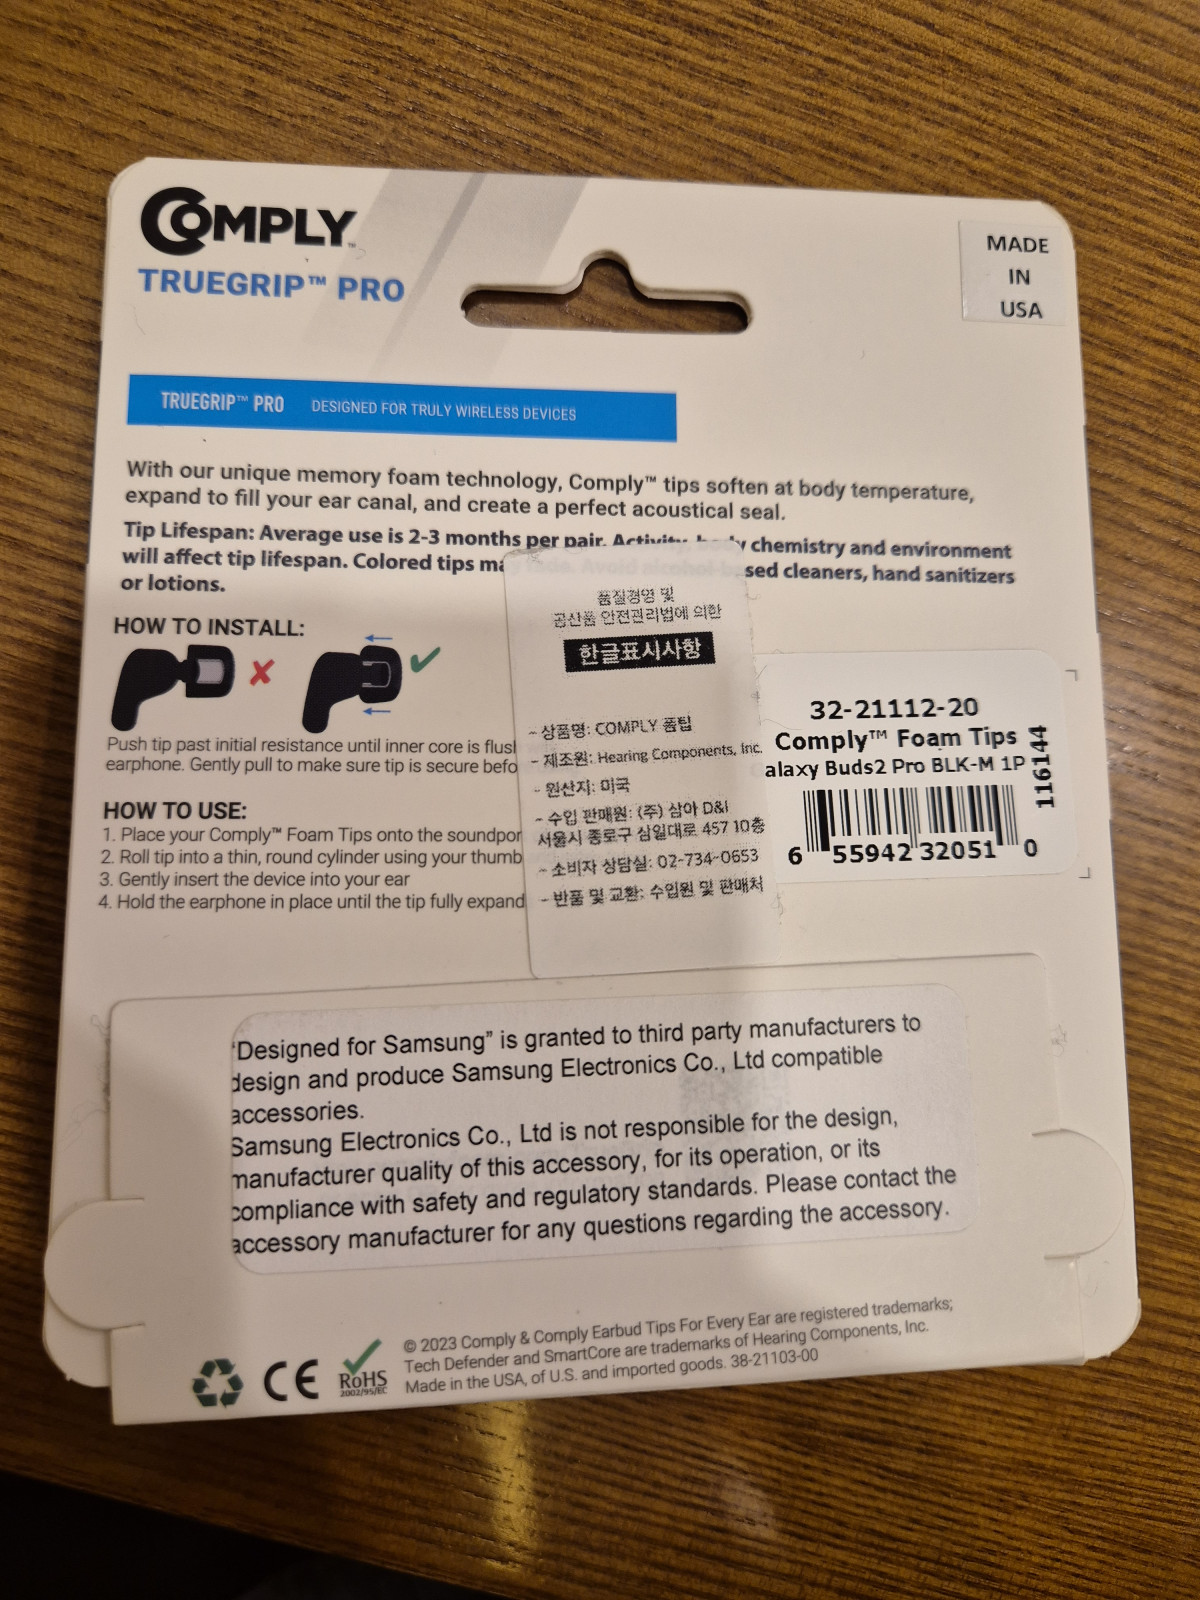 COMPLY™
TRUEGRIP™ PRO
MADE
IN
USA
TRUEGRIP™ PRO DESIGNED FOR TRULY WIRELESS DEVICES
With our unique memory foam technology, Comply™ tips soften at body temperature,
expand to fill your ear canal, and create a perfect acoustical seal.
Tip Lifespan: Average use is 2-3 months per pair. Activity, body chemistry and environment
will affect tip lifespan. Colored tips may fade. Avoid alcohol-based cleaners, hand sanitizers
or lotions.
HOW TO INSTALL:
Push tip past initial resistance until inner core is flus
earphone. Gently pull to make sure tip is secure befo
HOW TO USE:
1. Place your Comply™ Foam Tips onto the soundpor
2. Roll tip into a thin, round cylinder using your thumb
3. Gently insert the device into your ear
4. Hold the earphone in place until the tip fully expand
품질경영 및
공산품 안전관리법에 의한
한글표시사항
- 상품명: COMPLY 폼팁
- 제조원: Hearing Components, Inc.
- 원산지: 미국
- 수입 판매원: (주) 삼아 D&I
서울시 종로구 삼일대로 457 10층
- 소비자 상담실: 02-734-0653
- 반품 및 교환: 수입원 및 판매처
32-21112-20
Comply™ Foam Tips
alaxy Buds2 Pro BLK-M 1P
116144
6 55942 32051 0
"Designed for Samsung" is granted to third party manufacturers to
design and produce Samsung Electronics Co., Ltd compatible
accessories.
Samsung Electronics Co., Ltd is not responsible for the design,
manufacturer quality of this accessory, for its operation, or its
compliance with safety and regulatory standards. Please contact the
accessory manufacturer for any questions regarding the accessory.
CE
RoHS
2002/95/EC
© 2023 Comply & Comply Earbud Tips For Every Ear are registered trademarks;
Tech Defender and SmartCore are trademarks of Hearing Components, Inc.
Made in the USA, of U.S. and imported goods. 38-21103-00